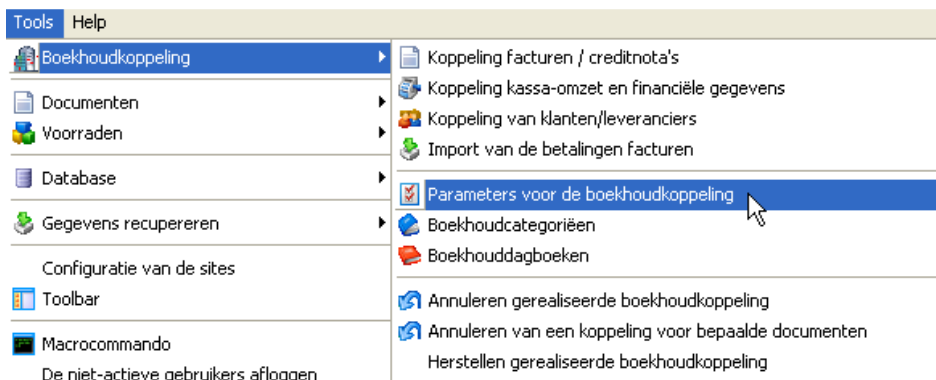 Tools Help
Boekhoudkoppeling
Documenten
Voorraden
Database
Gegevens recupereren
Configuratie van de sites
Toolbar
Macrocommando
De niet-actieve gebruikers afloggen
Koppeling facturen / creditnota's
Koppeling kassa-omzet en financiële gegevens
Koppeling van klanten/leveranciers
Import van de betalingen facturen
Parameters voor de boekhoudkoppeling
Boekhoudcategorieën
Boekhouddagboeken
Annuleren gerealiseerde boekhoudkoppeling
Annuleren van een koppeling voor bepaalde documenten
Herstellen gerealiseerde boekhoudkoppeling